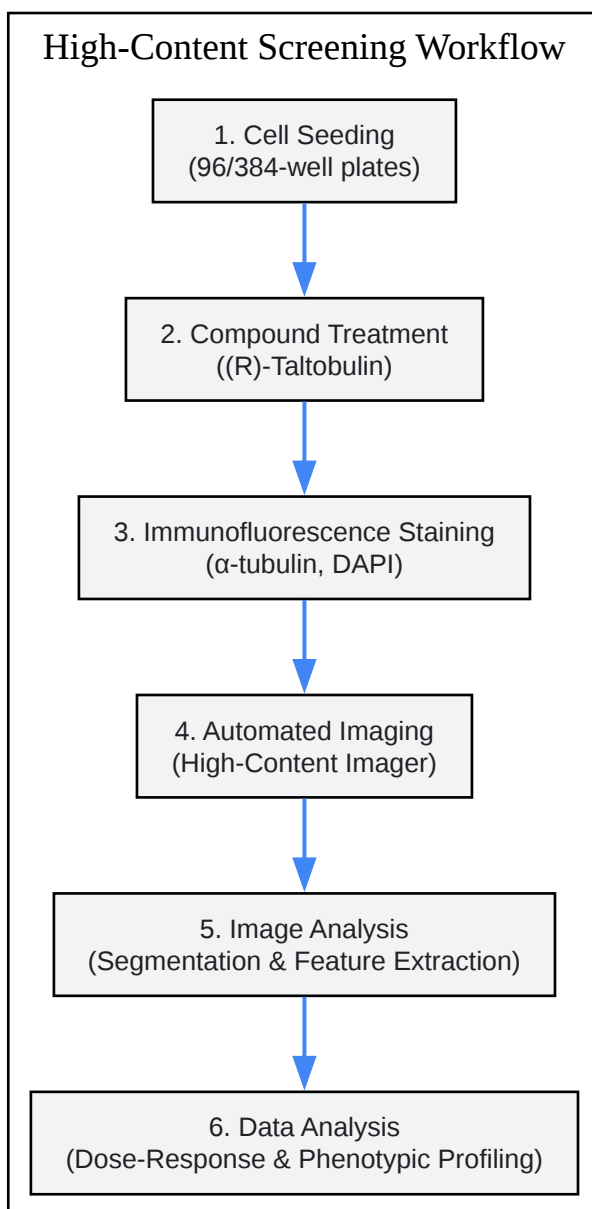 High-Content Screening Workflow
1. Cell Seeding
(96/384-well plates)
2. Compound Treatment
((R)-Taltobulin)
3. Immunofluorescence Staining
(α-tubulin, DAPI)
4. Automated Imaging
(High-Content Imager)
5. Image Analysis
(Segmentation & Feature Extraction)
6. Data Analysis
(Dose-Response & Phenotypic Profiling)